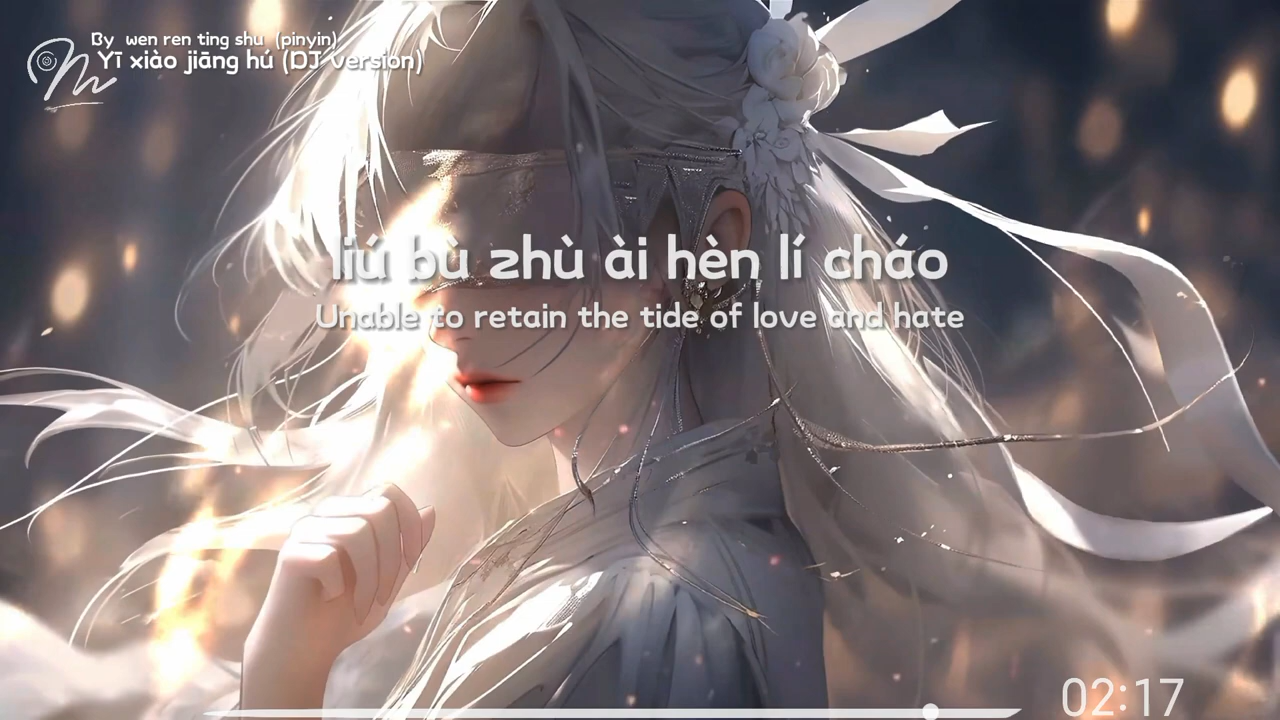 By wen ren ting shu (pinyin)
Yī xiào jiāng hú (DJ version)
liú bù zhù ài hèn lí cháo
Unable to retain the tide of love and hate
02:17